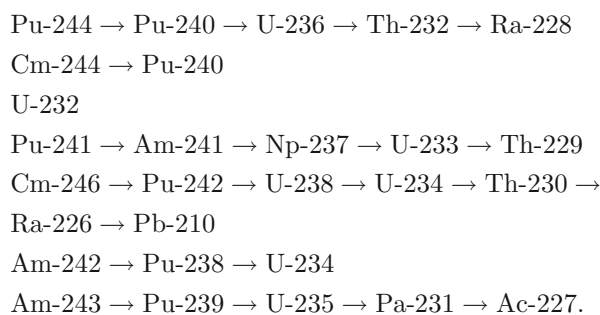 Pu-244 → Pu-240 → U-236 → Th-232 → Ra-228
Cm-244 → Pu-240
U-232
Pu-241 → Am-241 → Np-237 → U-233 → Th-229
Cm-246 → Pu-242 → U-238 → U-234 → Th-230 →
Ra-226 → Pb-210
Am-242 → Pu-238 → U-234
Am-243 → Pu-239 → U-235 → Pa-231 → Ac-227.